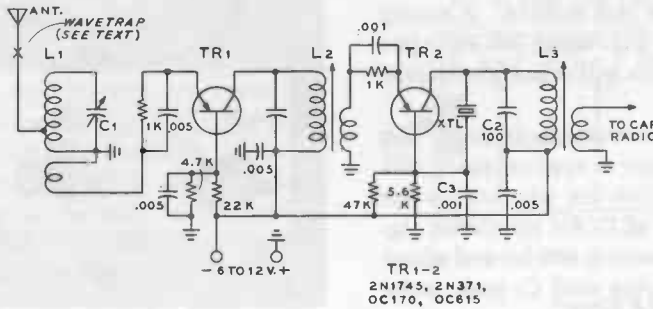 ANT.
WAVETRAP
(SEE TEXT)
L1
C1
1K
.005
TR1
L2
.001
1K
TR2
L3
XTL
C2
100
TO CAR
RADIO
4.7K
.005
22K
.005
47K
5.6
K
C3
.001
.005
- 6 TO 12 V. +
TR1-2
2N1745, 2N371,
OC170, OC615